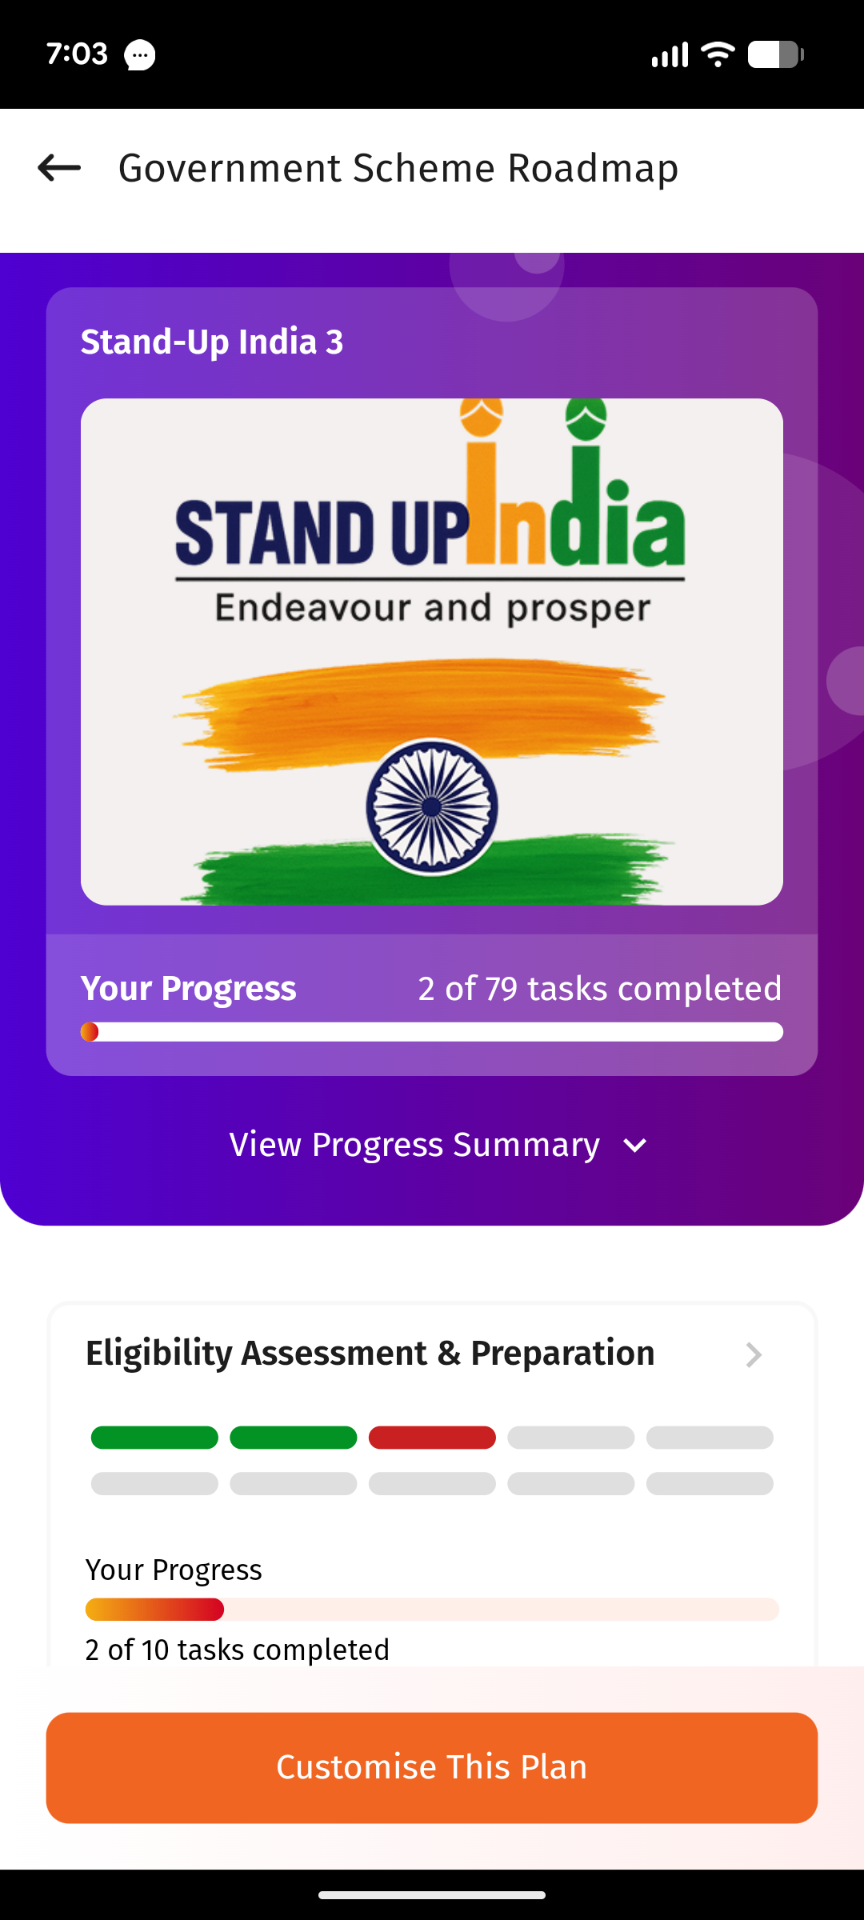 7:03
Government Scheme Roadmap
Stand-Up India 3
STAND UP India
Endeavour and prosper
Your Progress 2 of 79 tasks completed
View Progress Summary
Eligibility Assessment & Preparation
Your Progress
2 of 10 tasks completed
Customise This Plan